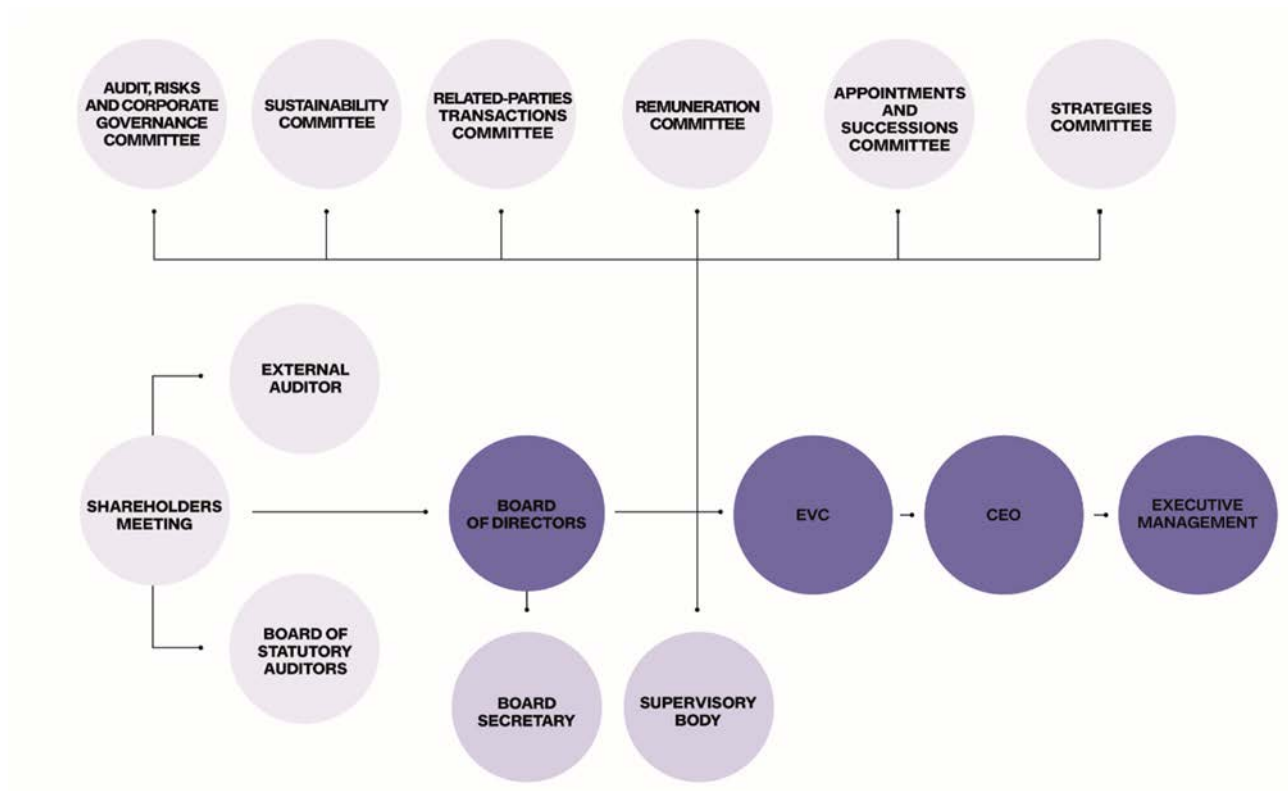 AUDIT, RISKS
AND CORPORATE
GOVERNANCE
COMMITTEE
SUSTAINABILITY
COMMITTEE
RELATED-PARTIES
TRANSACTIONS
COMMITTEE
REMUNERATION
COMMITTEE
APPOINTMENTS
AND
SUCCESSIONS
COMMITTEE
STRATEGIES
COMMITTEE
EXTERNAL
AUDITOR
SHAREHOLDERS
MEETING
BOARD
OF DIRECTORS
EVC
CEO
EXECUTIVE
MANAGEMENT
BOARD OF
STATUTORY
AUDITORS
BOARD
SECRETARY
SUPERVISORY
BODY